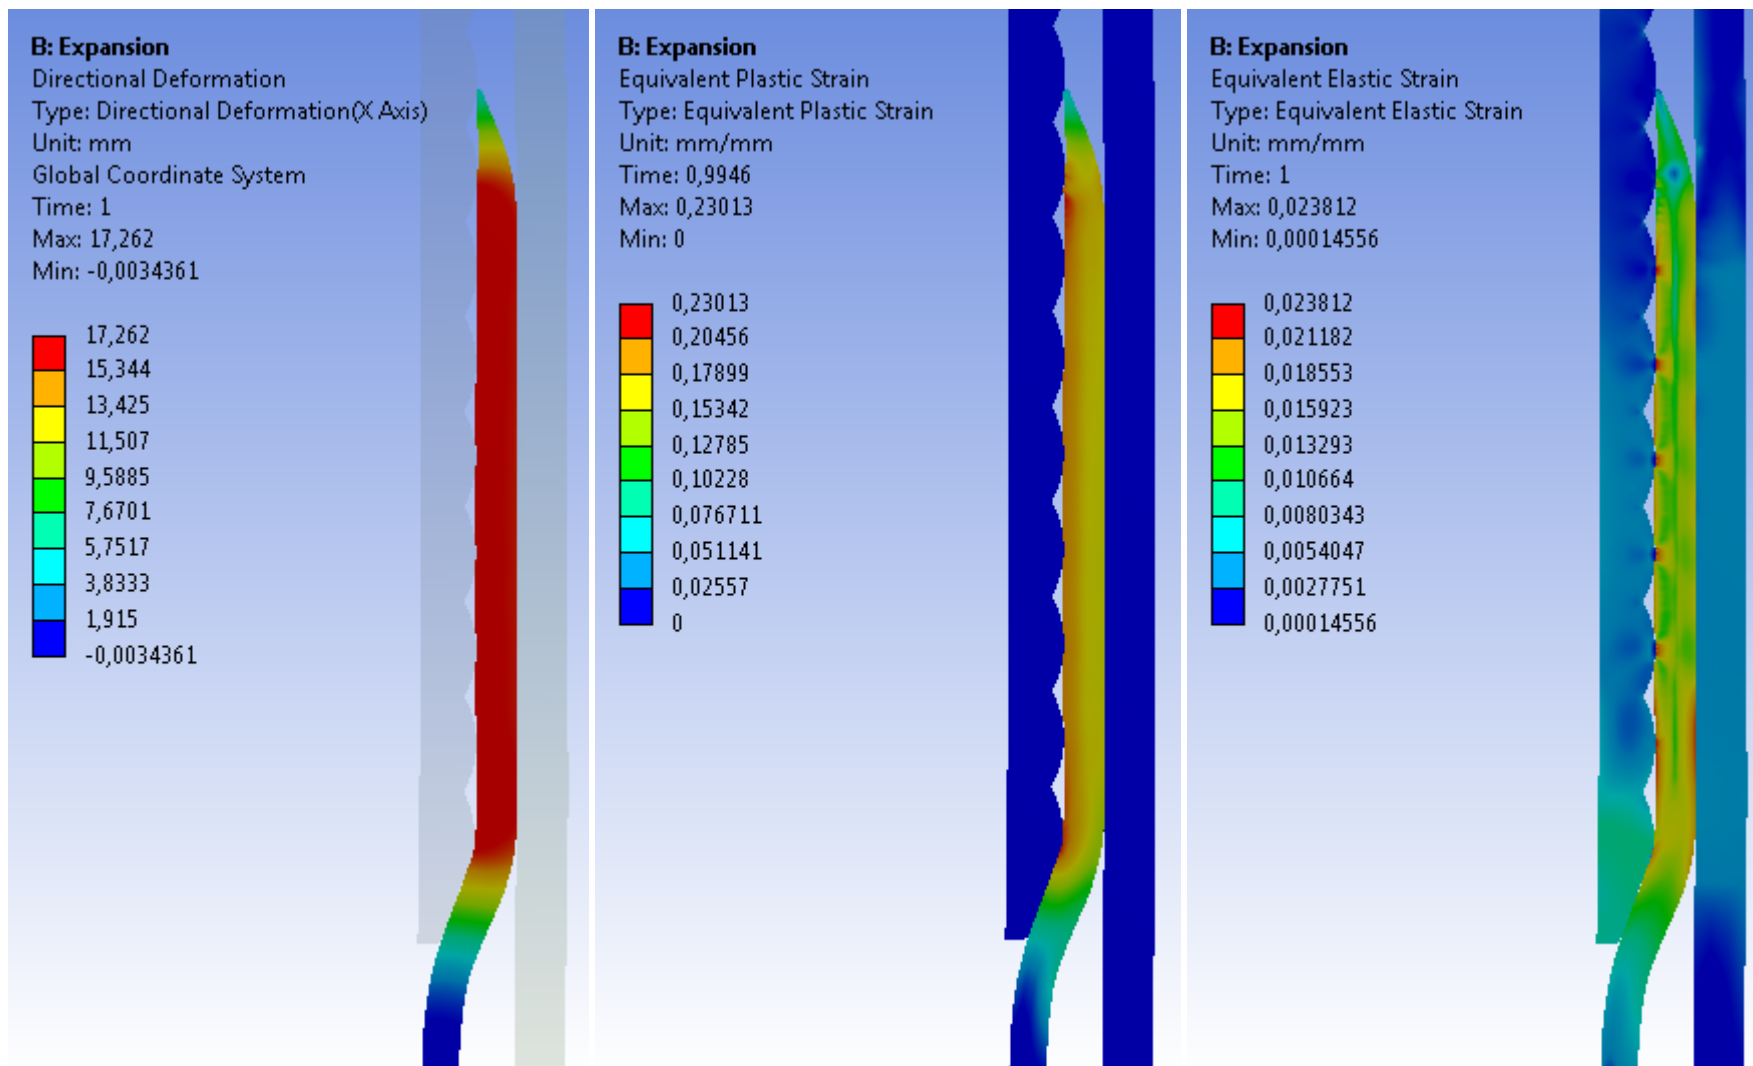 B: Expansion
Directional Deformation
Type: Directional Deformation(X Axis)
Unit: mm
Global Coordinate System
Time: 1
Max: 17,262
Min: -0,0034361
17,262
15,344
13,425
11,507
9,5885
7,6701
5,7517
3,8333
1,915
-0,0034361
B: Expansion
Equivalent Plastic Strain
Type: Equivalent Plastic Strain
Unit: mm/mm
Time: 0,9946
Max: 0,23013
Min: 0
0,23013
0,20456
0,17899
0,15342
0,12785
0,10228
0,076711
0,051141
0,02557
0
B: Expansion
Equivalent Elastic Strain
Type: Equivalent Elastic Strain
Unit: mm/mm
Time: 1
Max: 0,023812
Min: 0,00014556
0,023812
0,021182
0,018553
0,015923
0,013293
0,010664
0,0080343
0,0054047
0,0027751
0,00014556